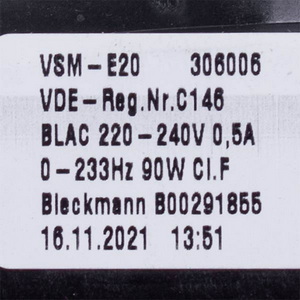 VSM-E20 306006
VDE-Reg.Nr.C146
BLAC 220-240V 0,5A
0-233Hz 90W Cl.F
Bleckmann B00291855
16.11.2021 13:51